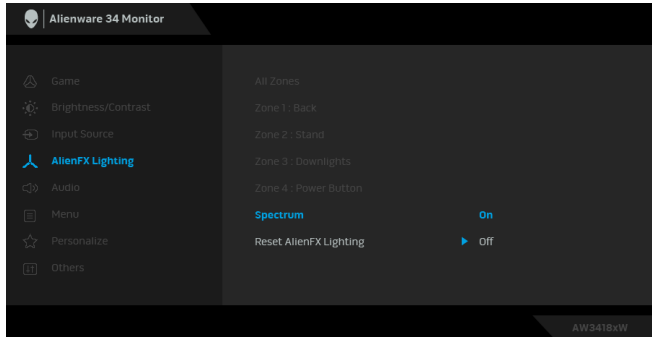 Alienware 34 Monitor
Game
All Zones
Brightness/Contrast
Zone 1 : Back
Input Source
Zone 2 : Stand
AlienFX Lighting
Zone 3 : Downlights
Audio
Zone 4 : Power Button
Menu
Spectrum On
Personalize
Reset AlienFX Lighting Off
Others
AW3418xW